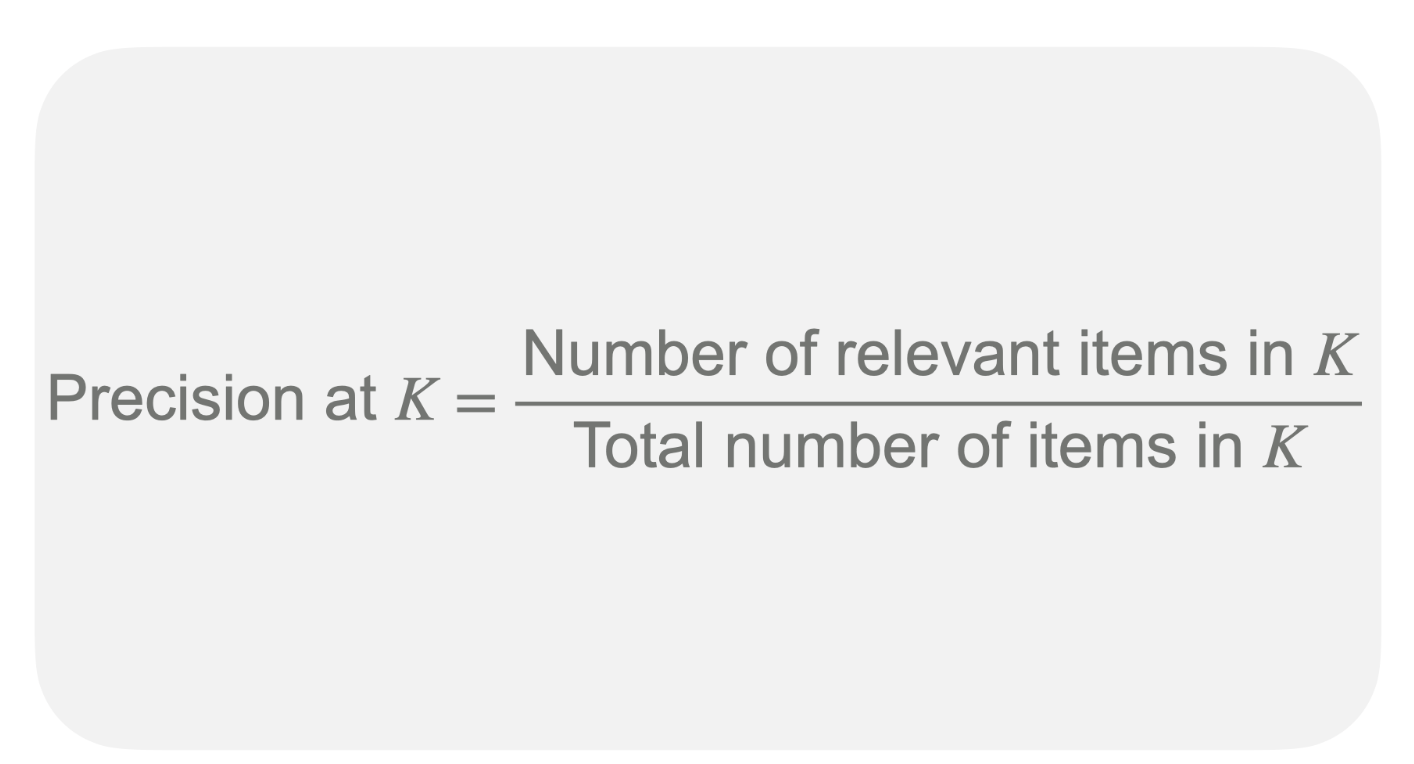 Precision at K = Number of relevant items in K
Total number of items in K